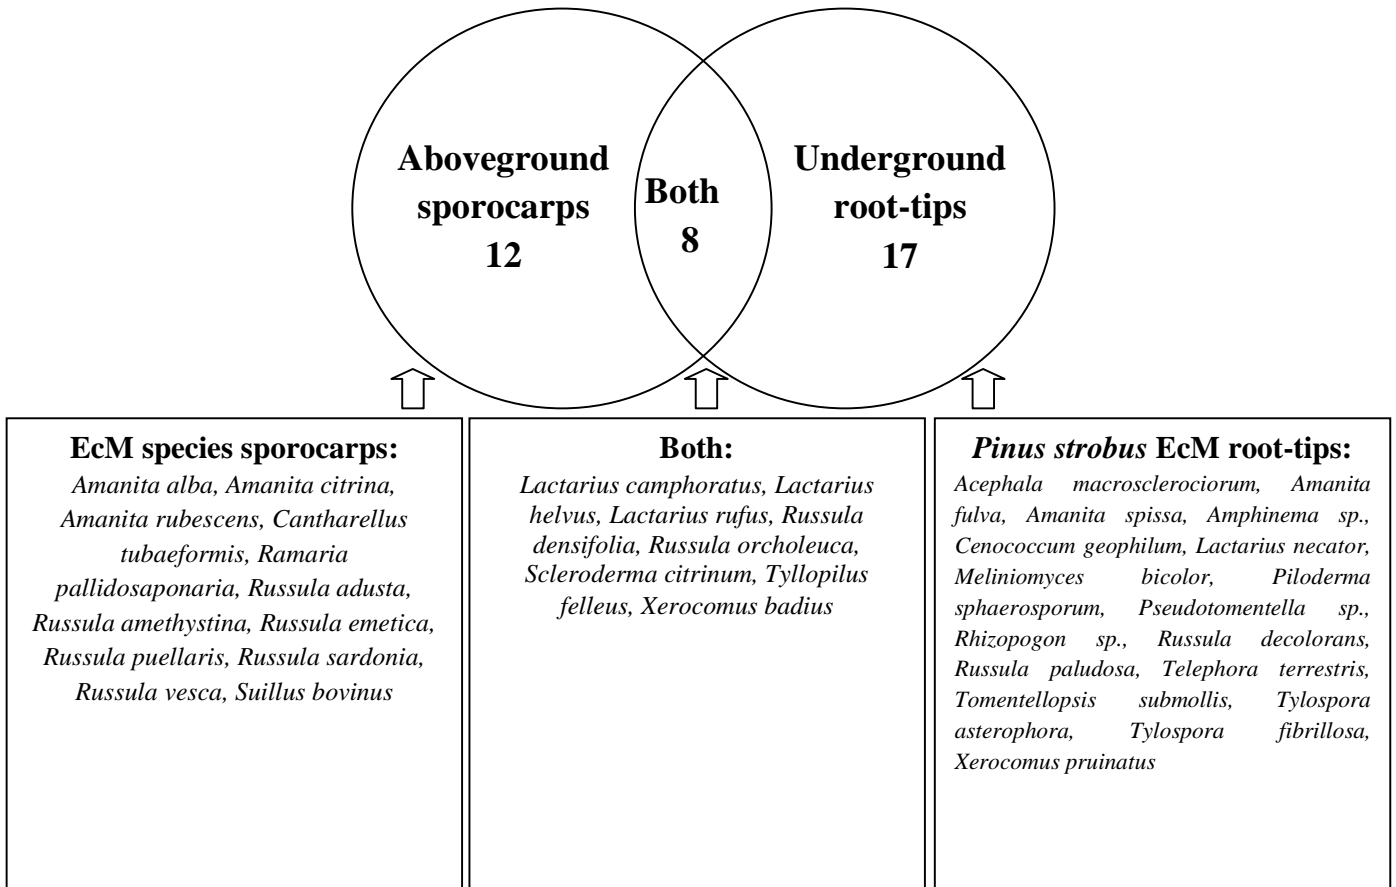 Aboveground
sporocarps
12
Both
8
Underground
root-tips
17
EcM species sporocarps:
Amanita alba, Amanita citrina,
Amanita rubescens, Cantharellus
tubaeformis, Ramaria
pallidosaponaria, Russula adusta,
Russula amethystina, Russula emetica,
Russula puellaris, Russula sardonia,
Russula vesca, Suillus bovinus
Both:
Lactarius camphoratus, Lactarius
helvus, Lactarius rufus, Russula
densifolia, Russula orcholeuca,
Scleroderma citrinum, Tyllopilus
felleus, Xerocomus badius
Pinus strobus EcM root-tips:
Acephala macrosclerociorum, Amanita
fulva, Amanita spissa, Amphinema sp.,
Cenococcum geophilum, Lactarius necator,
Meliniomyces bicolor, Piloderma
sphaerosporum, Pseudotomentella sp.,
Rhizopogon sp., Russula decolorans,
Russula paludosa, Telephora terrestris,
Tomentellopsis submollis, Tylospora
asterophora, Tylospora fibrillosa,
Xerocomus pruinatus